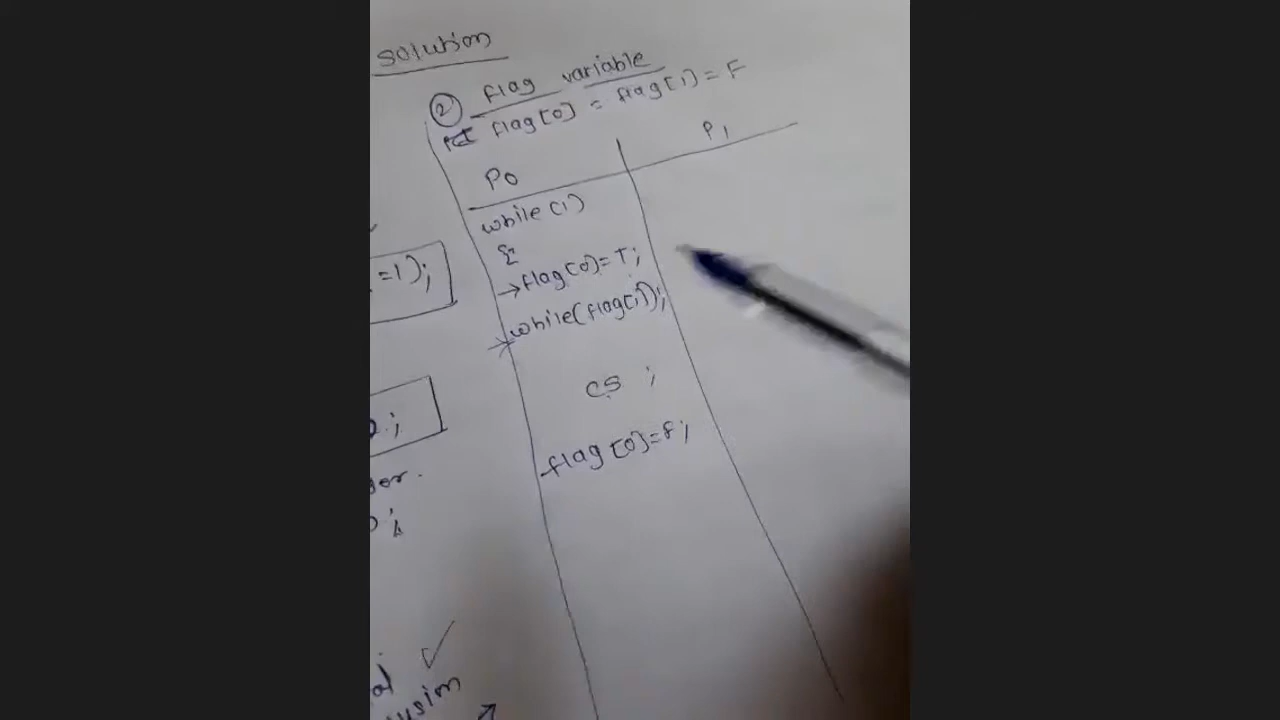 solution
② flag variable
flag[0] = flag[1] = F
P0 P1
while(1)
{
→flag[0]=T;
→while(flag[1]);
CS ;
flag[0]=F;
=1);
;
;
✓